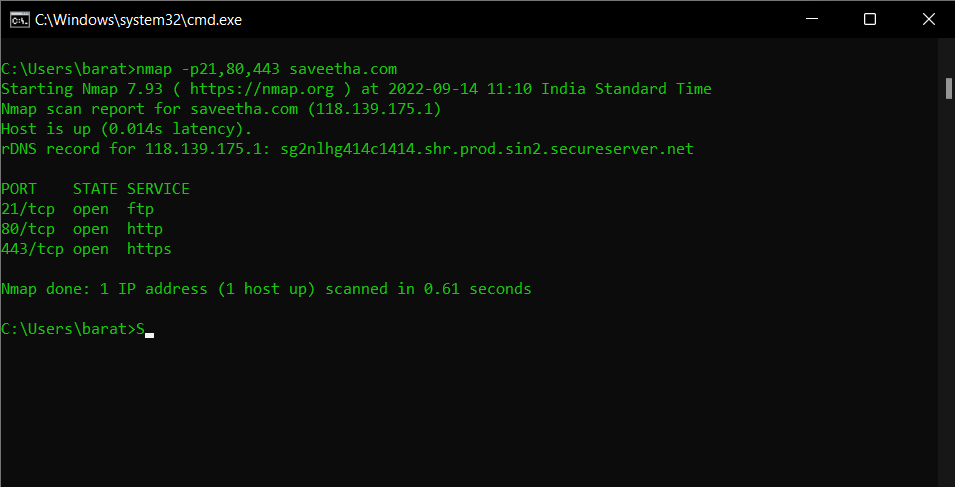 C:\Windows\system32\cmd.exe
C:\Users\barat>nmap -p21,80,443 saveetha.com
Starting Nmap 7.93 ( https://nmap.org ) at 2022-09-14 11:10 India Standard Time
Nmap scan report for saveetha.com (118.139.175.1)
Host is up (0.014s latency).
rDNS record for 118.139.175.1: sg2nlhg414c1414.shr.prod.sin2.secureserver.net
PORT    STATE SERVICE
21/tcp  open  ftp
80/tcp  open  http
443/tcp open  https
Nmap done: 1 IP address (1 host up) scanned in 0.61 seconds
C:\Users\barat>S